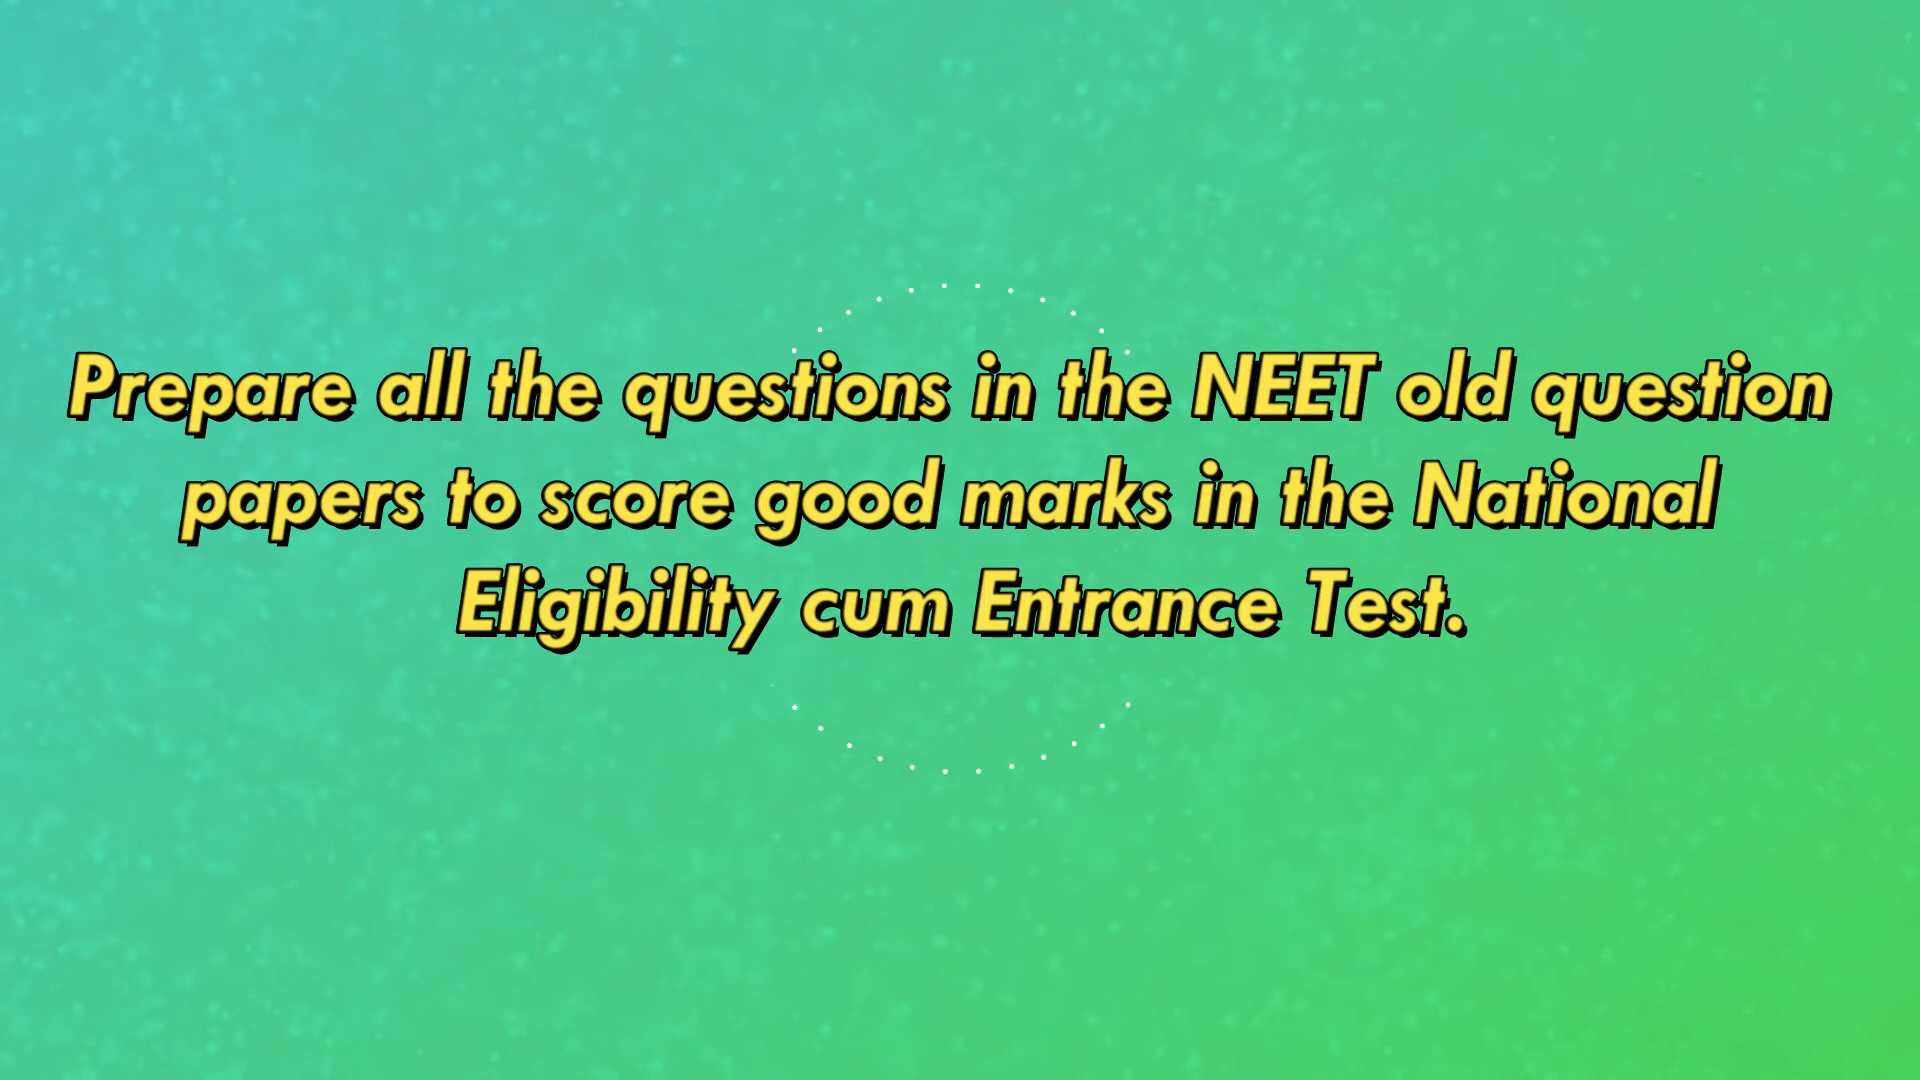 Prepare all the questions in the NEET old question
papers to score good marks in the National
Eligibility cum Entrance Test.